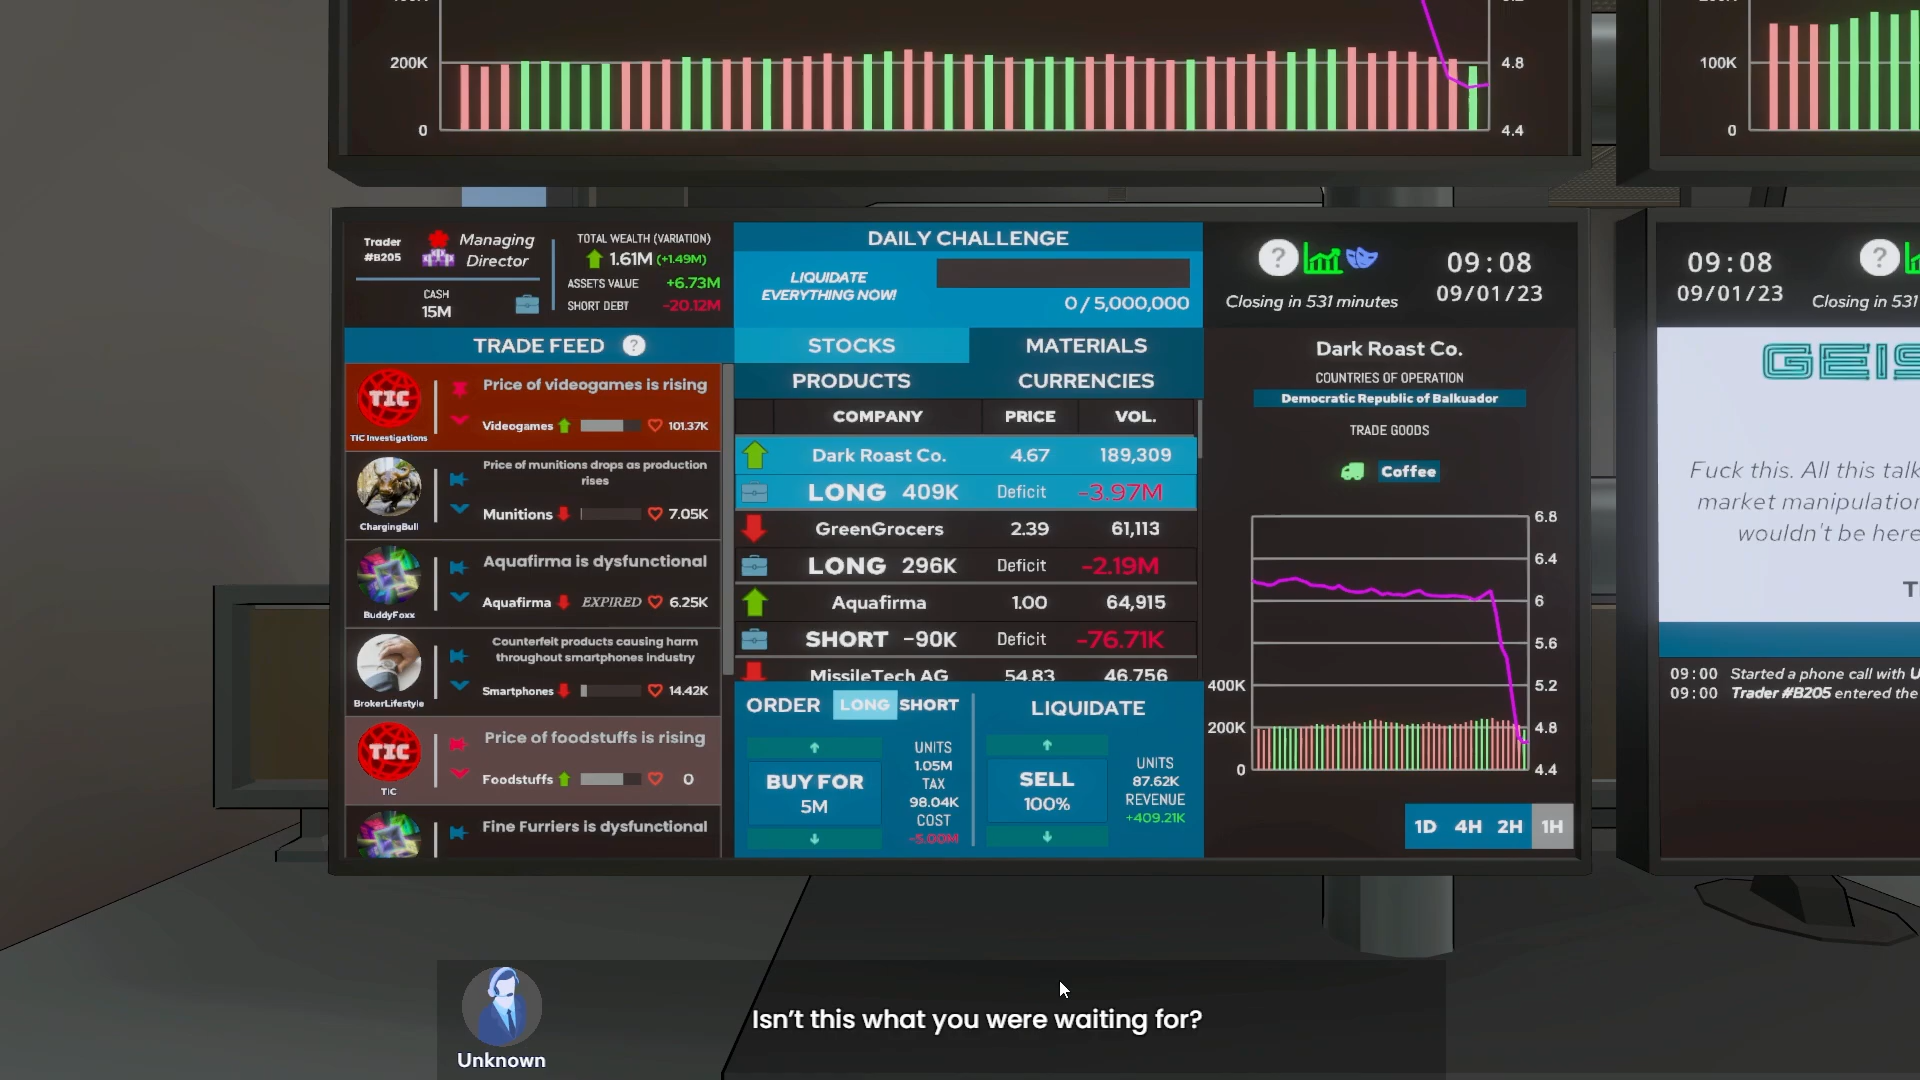 200K
0
4.8
4.4
100K
0
Trader
#B205
Managing
Director
CASH
15M
TOTAL WEALTH (VARIATION)
1.61M (+1.49M)
ASSETS VALUE +6.73M
SHORT DEBT -20.12M
DAILY CHALLENGE
LIQUIDATE
EVERYTHING NOW!
0 / 5,000,000
? 09:08
Closing in 531 minutes 09/01/23
09:08 ?
09/01/23 Closing in 531
TRADE FEED ?
TIC
TIC Investigations
Price of videogames is rising
Videogames 101.37K
ChargingBull
Price of munitions drops as production
rises
Munitions 7.05K
BuddyFoxx
Aquafirma is dysfunctional
Aquafirma EXPIRED 6.25K
BrokerLifestyle
Counterfeit products causing harm
throughout smartphones industry
Smartphones 14.42K
TIC
TIC
Price of foodstuffs is rising
Foodstuffs 0
Fine Furriers is dysfunctional
STOCKS MATERIALS
PRODUCTS CURRENCIES
COMPANY PRICE VOL.
Dark Roast Co. 4.67 189,309
LONG 409K Deficit -3.97M
GreenGrocers 2.39 61,113
LONG 296K Deficit -2.19M
Aquafirma 1.00 64,915
SHORT -90K Deficit -76.71K
MissileTech AG 54.83 46,756
ORDER LONG SHORT
BUY FOR
5M
UNITS
1.05M
TAX
98.04K
COST
-5.00M
LIQUIDATE
SELL
100%
UNITS
87.62K
REVENUE
+409.21K
Dark Roast Co.
COUNTRIES OF OPERATION
Democratic Republic of Balkuador
TRADE GOODS
Coffee
6.8
6.4
6
5.6
400K 5.2
200K 4.8
0 4.4
1D 4H 2H 1H
GEIS
Fuck this. All this talk
market manipulation
wouldn't be here
09:00 Started a phone call with U
09:00 Trader #B205 entered the
Isn't this what you were waiting for?
Unknown